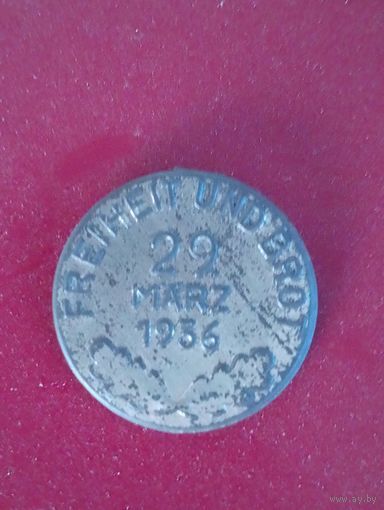 FREIHEIT UND BROT
29
MÄRZ
1936
www.ay.by